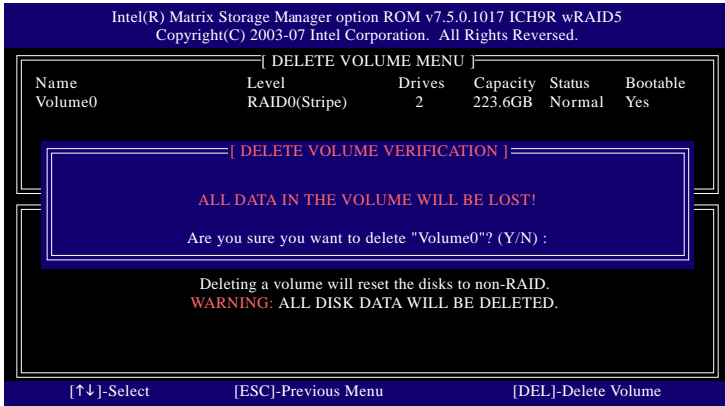 Intel(R) Matrix Storage Manager option ROM v7.5.0.1017 ICH9R wRAID5
Copyright(C) 2003-07 Intel Corporation. All Rights Reversed.
[ DELETE VOLUME MENU ]
Name Level Drives Capacity Status Bootable
Volume0 RAID0(Stripe) 2 223.6GB Normal Yes
[ DELETE VOLUME VERIFICATION ]
ALL DATA IN THE VOLUME WILL BE LOST!
Are you sure you want to delete "Volume0"? (Y/N) :
Deleting a volume will reset the disks to non-RAID.
WARNING: ALL DISK DATA WILL BE DELETED.
[↑↓]-Select [ESC]-Previous Menu [DEL]-Delete Volume